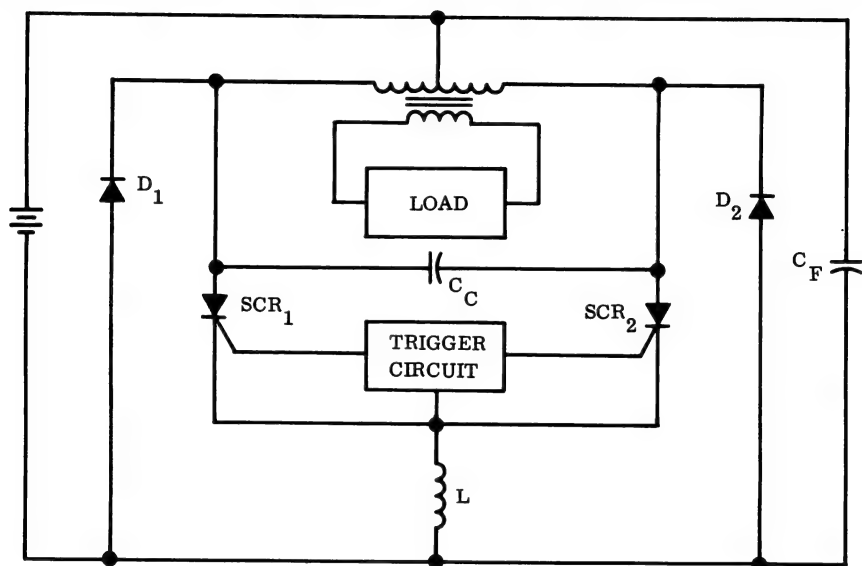 D1
LOAD
D2
CF
CC
SCR1
SCR2
TRIGGER
CIRCUIT
L